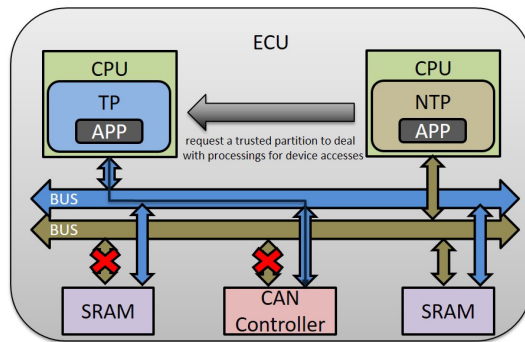 ECU
CPU
CPU
TP
NTP
APP
APP
request a trusted partition to deal
with processings for device accesses
BUS
BUS
SRAM
CAN
Controller
SRAM